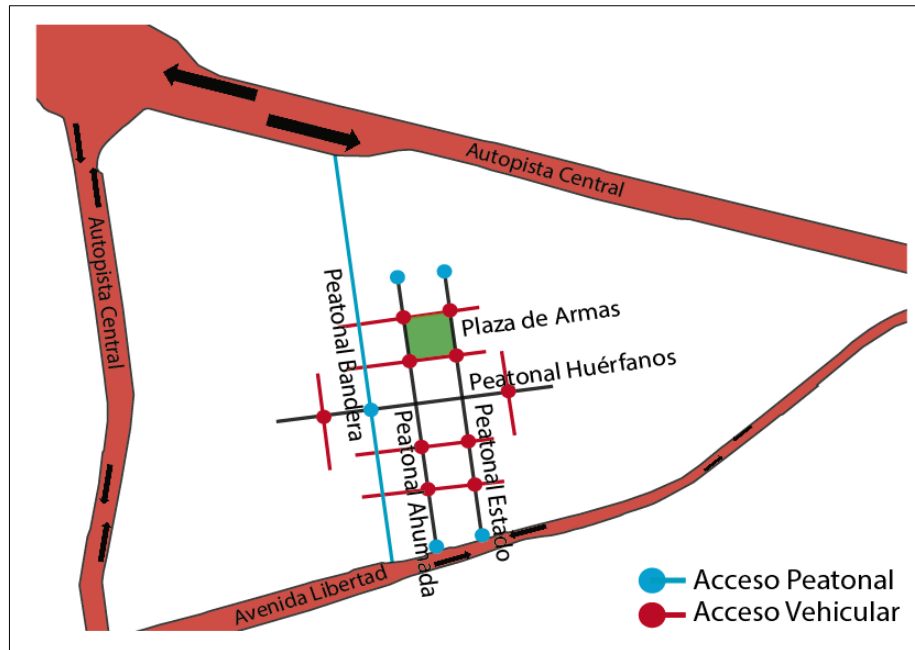 Autopista Central
Autopista Central
Peatonal Bandera
Plaza de Armas
Peatonal Huérfanos
Peatonal Ahumada
Peatonal Estado
Avenida Libertad
Acceso Peatonal
Acceso Vehicular